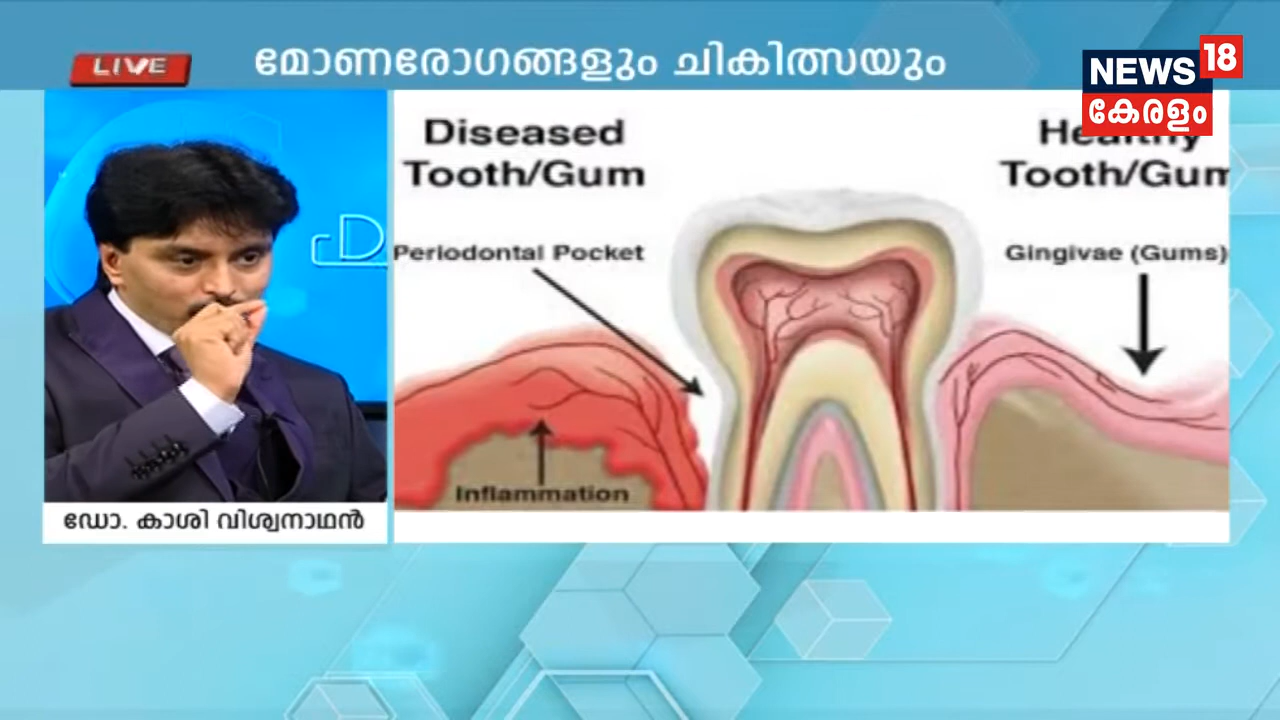 LIVE
മോണരോഗങ്ങളും ചികിത്സയും
NEWS 18
കേരളം
Diseased
Tooth/Gum
Healthy
Tooth/Gum
Periodontal Pocket
Gingivae (Gums)
Inflammation
D
ഡോ. കാശി വിശ്വനാഥൻ